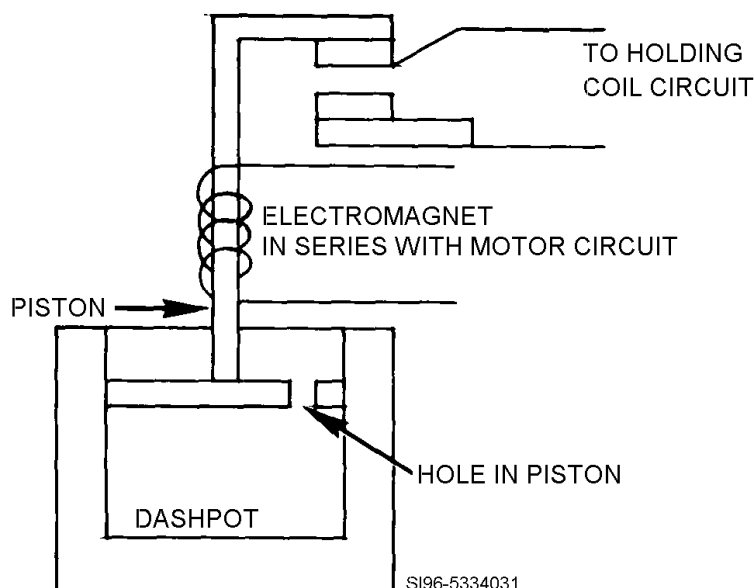 TO HOLDING
COIL CIRCUIT
ELECTROMAGNET
IN SERIES WITH MOTOR CIRCUIT
PISTON
HOLE IN PISTON
DASHPOT
SI96-5334031